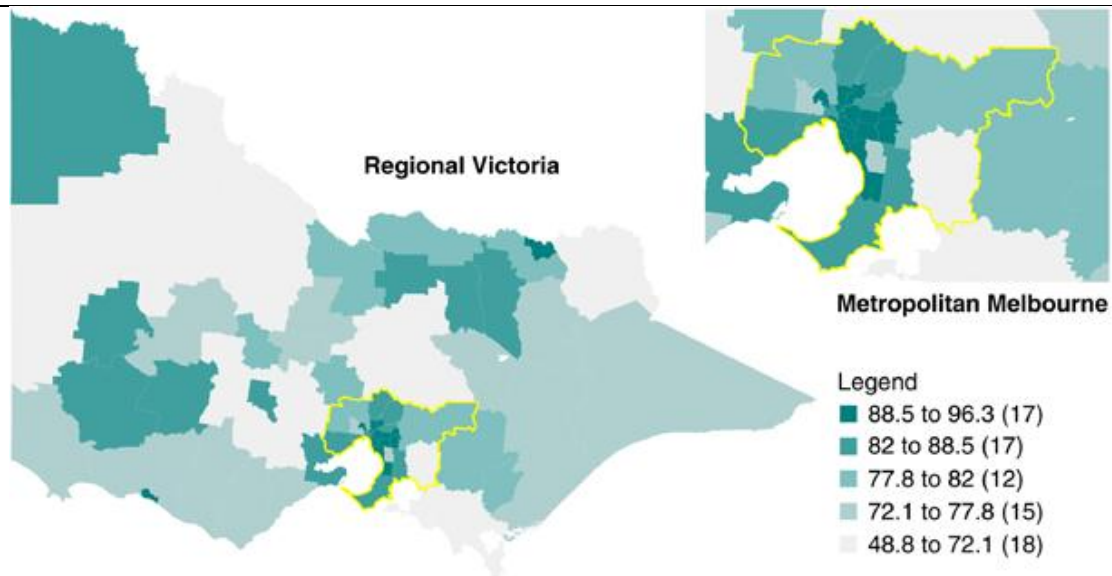 Regional Victoria
Metropolitan Melbourne
Legend
88.5 to 96.3 (17)
82 to 88.5 (17)
77.8 to 82 (12)
72.1 to 77.8 (15)
48.8 to 72.1 (18)